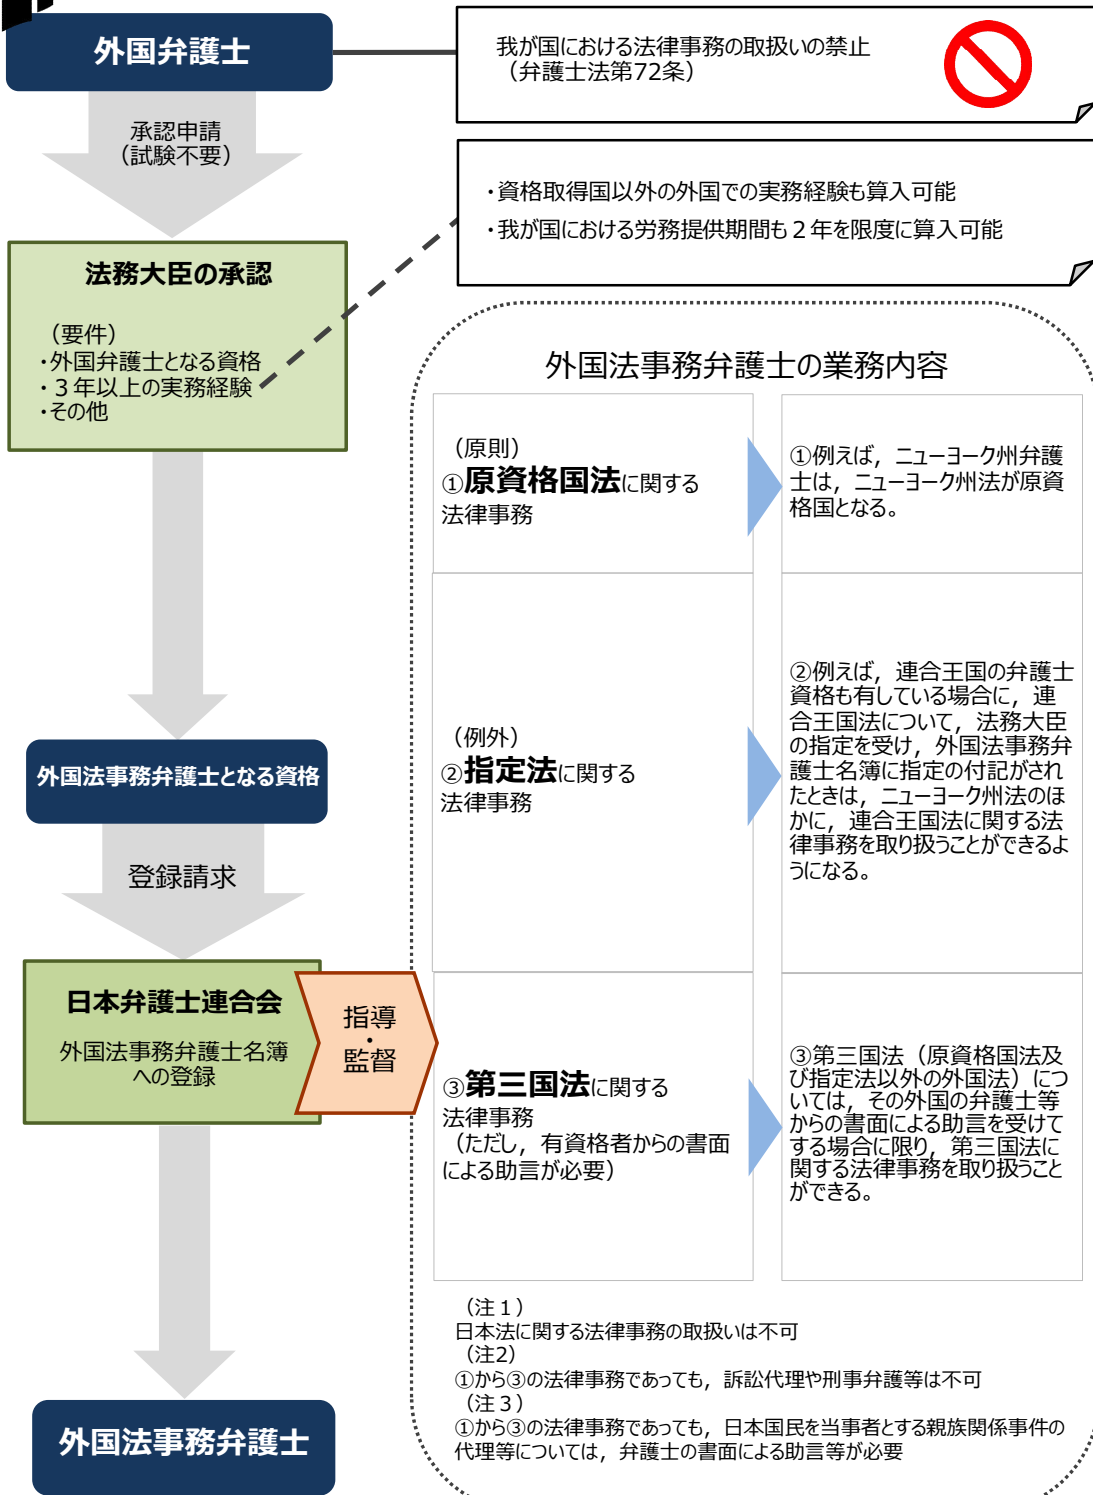 外国弁護士
我が国における法律事務の取扱いの禁止
（弁護士法第72条）
承認申請
（試験不要）
・資格取得国以外の外国での実務経験も算入可能
・我が国における労務提供期間も２年を限度に算入可能
法務大臣の承認
（要件）
・外国弁護士となる資格
・３年以上の実務経験
・その他
外国法事務弁護士となる資格
登録請求
日本弁護士連合会
外国法事務弁護士名簿
への登録
指導
・
監督
外国法事務弁護士
外国法事務弁護士の業務内容
（原則）
①原資格国法に関する
法律事務
①例えば，ニューヨーク州弁護
士は，ニューヨーク州法が原資
格国となる。
（例外）
②指定法に関する
法律事務
②例えば，連合王国の弁護士
資格も有している場合に，連
合王国法について，法務大臣
の指定を受け，外国法事務弁
護士名簿に指定の付記がされ
たときは，ニューヨーク州法のほ
かに，連合王国法に関する法
律事務を取り扱うことができるよ
うになる。
③第三国法に関する
法律事務
（ただし，有資格者からの書面
による助言が必要）
③第三国法（原資格国法及
び指定法以外の外国法）につ
いては，その外国の弁護士等
からの書面による助言を受けて
する場合に限り，第三国法に
関する法律事務を取り扱うこと
ができる。
（注１）
日本法に関する法律事務の取扱いは不可
（注2）
①から③の法律事務であっても，訴訟代理や刑事弁護等は不可
（注３）
①から③の法律事務であっても，日本国民を当事者とする親族関係事件の
代理等については，弁護士の書面による助言等が必要